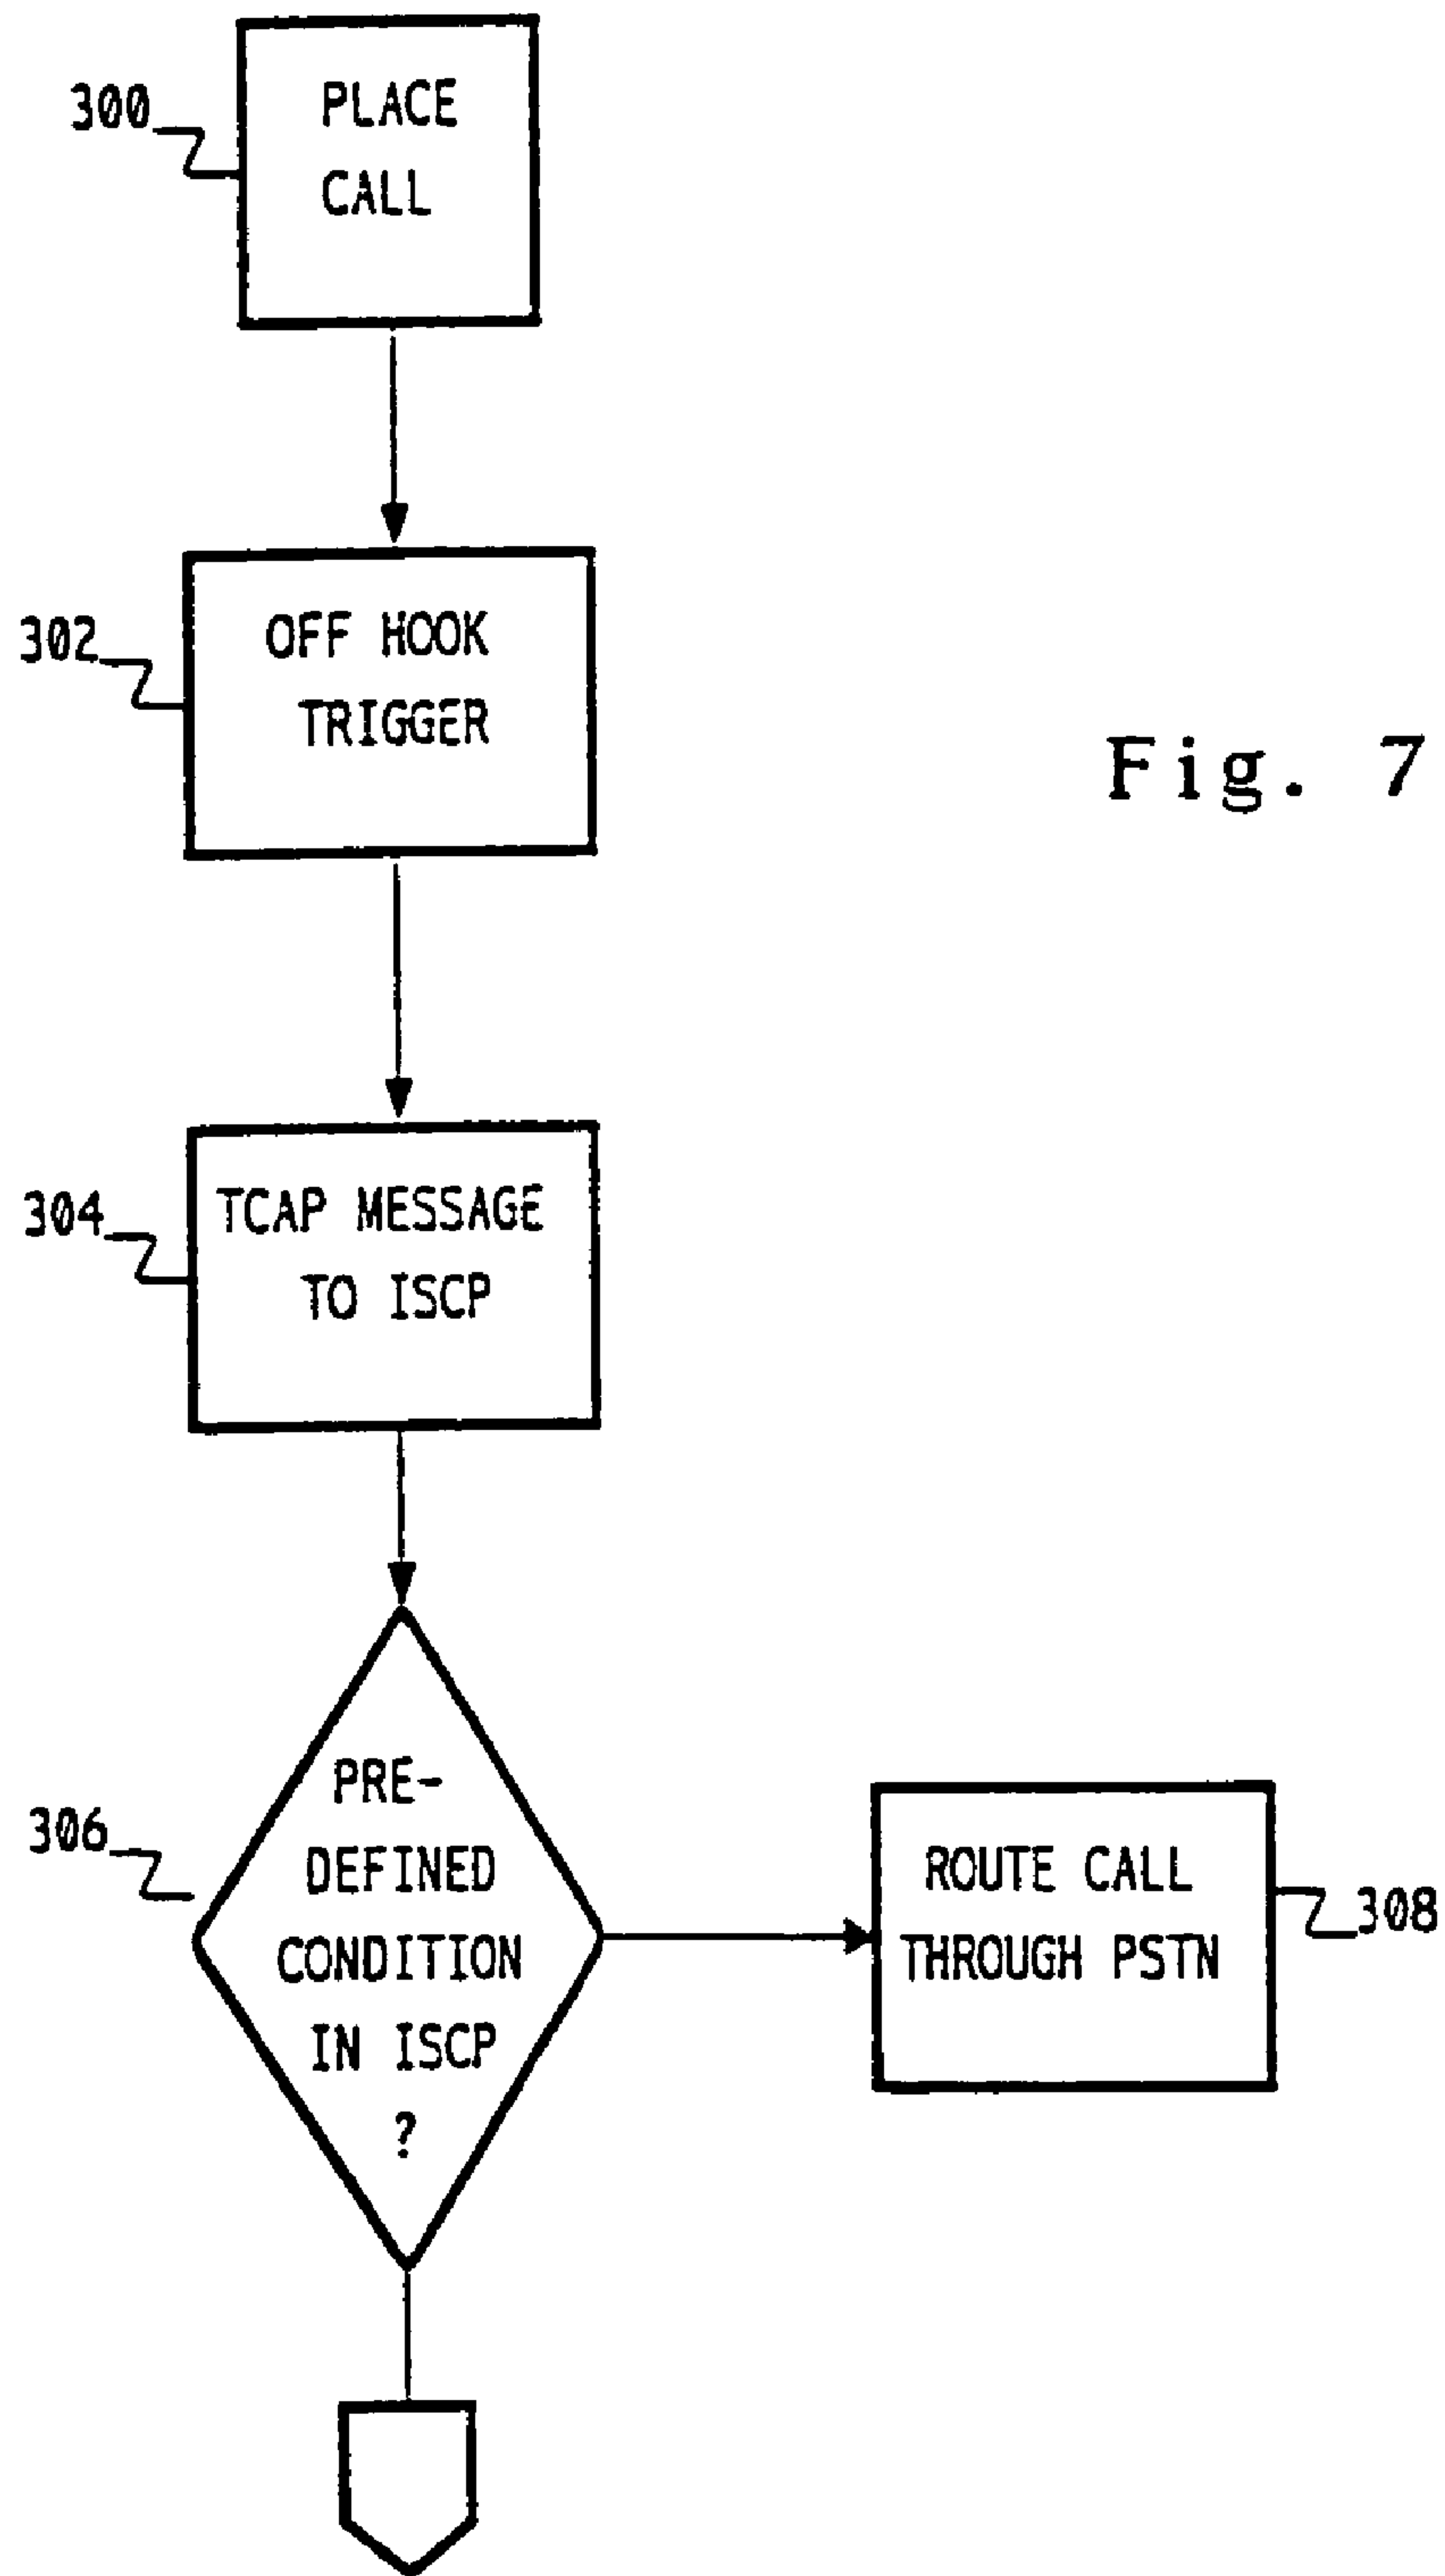 300
PLACE
CALL
302
OFF HOOK
TRIGGER
Fig. 7
304
TCAP MESSAGE
TO ISCP
306
PRE-
DEFINED
CONDITION
IN ISCP
?
ROUTE CALL
THROUGH PSTN
308